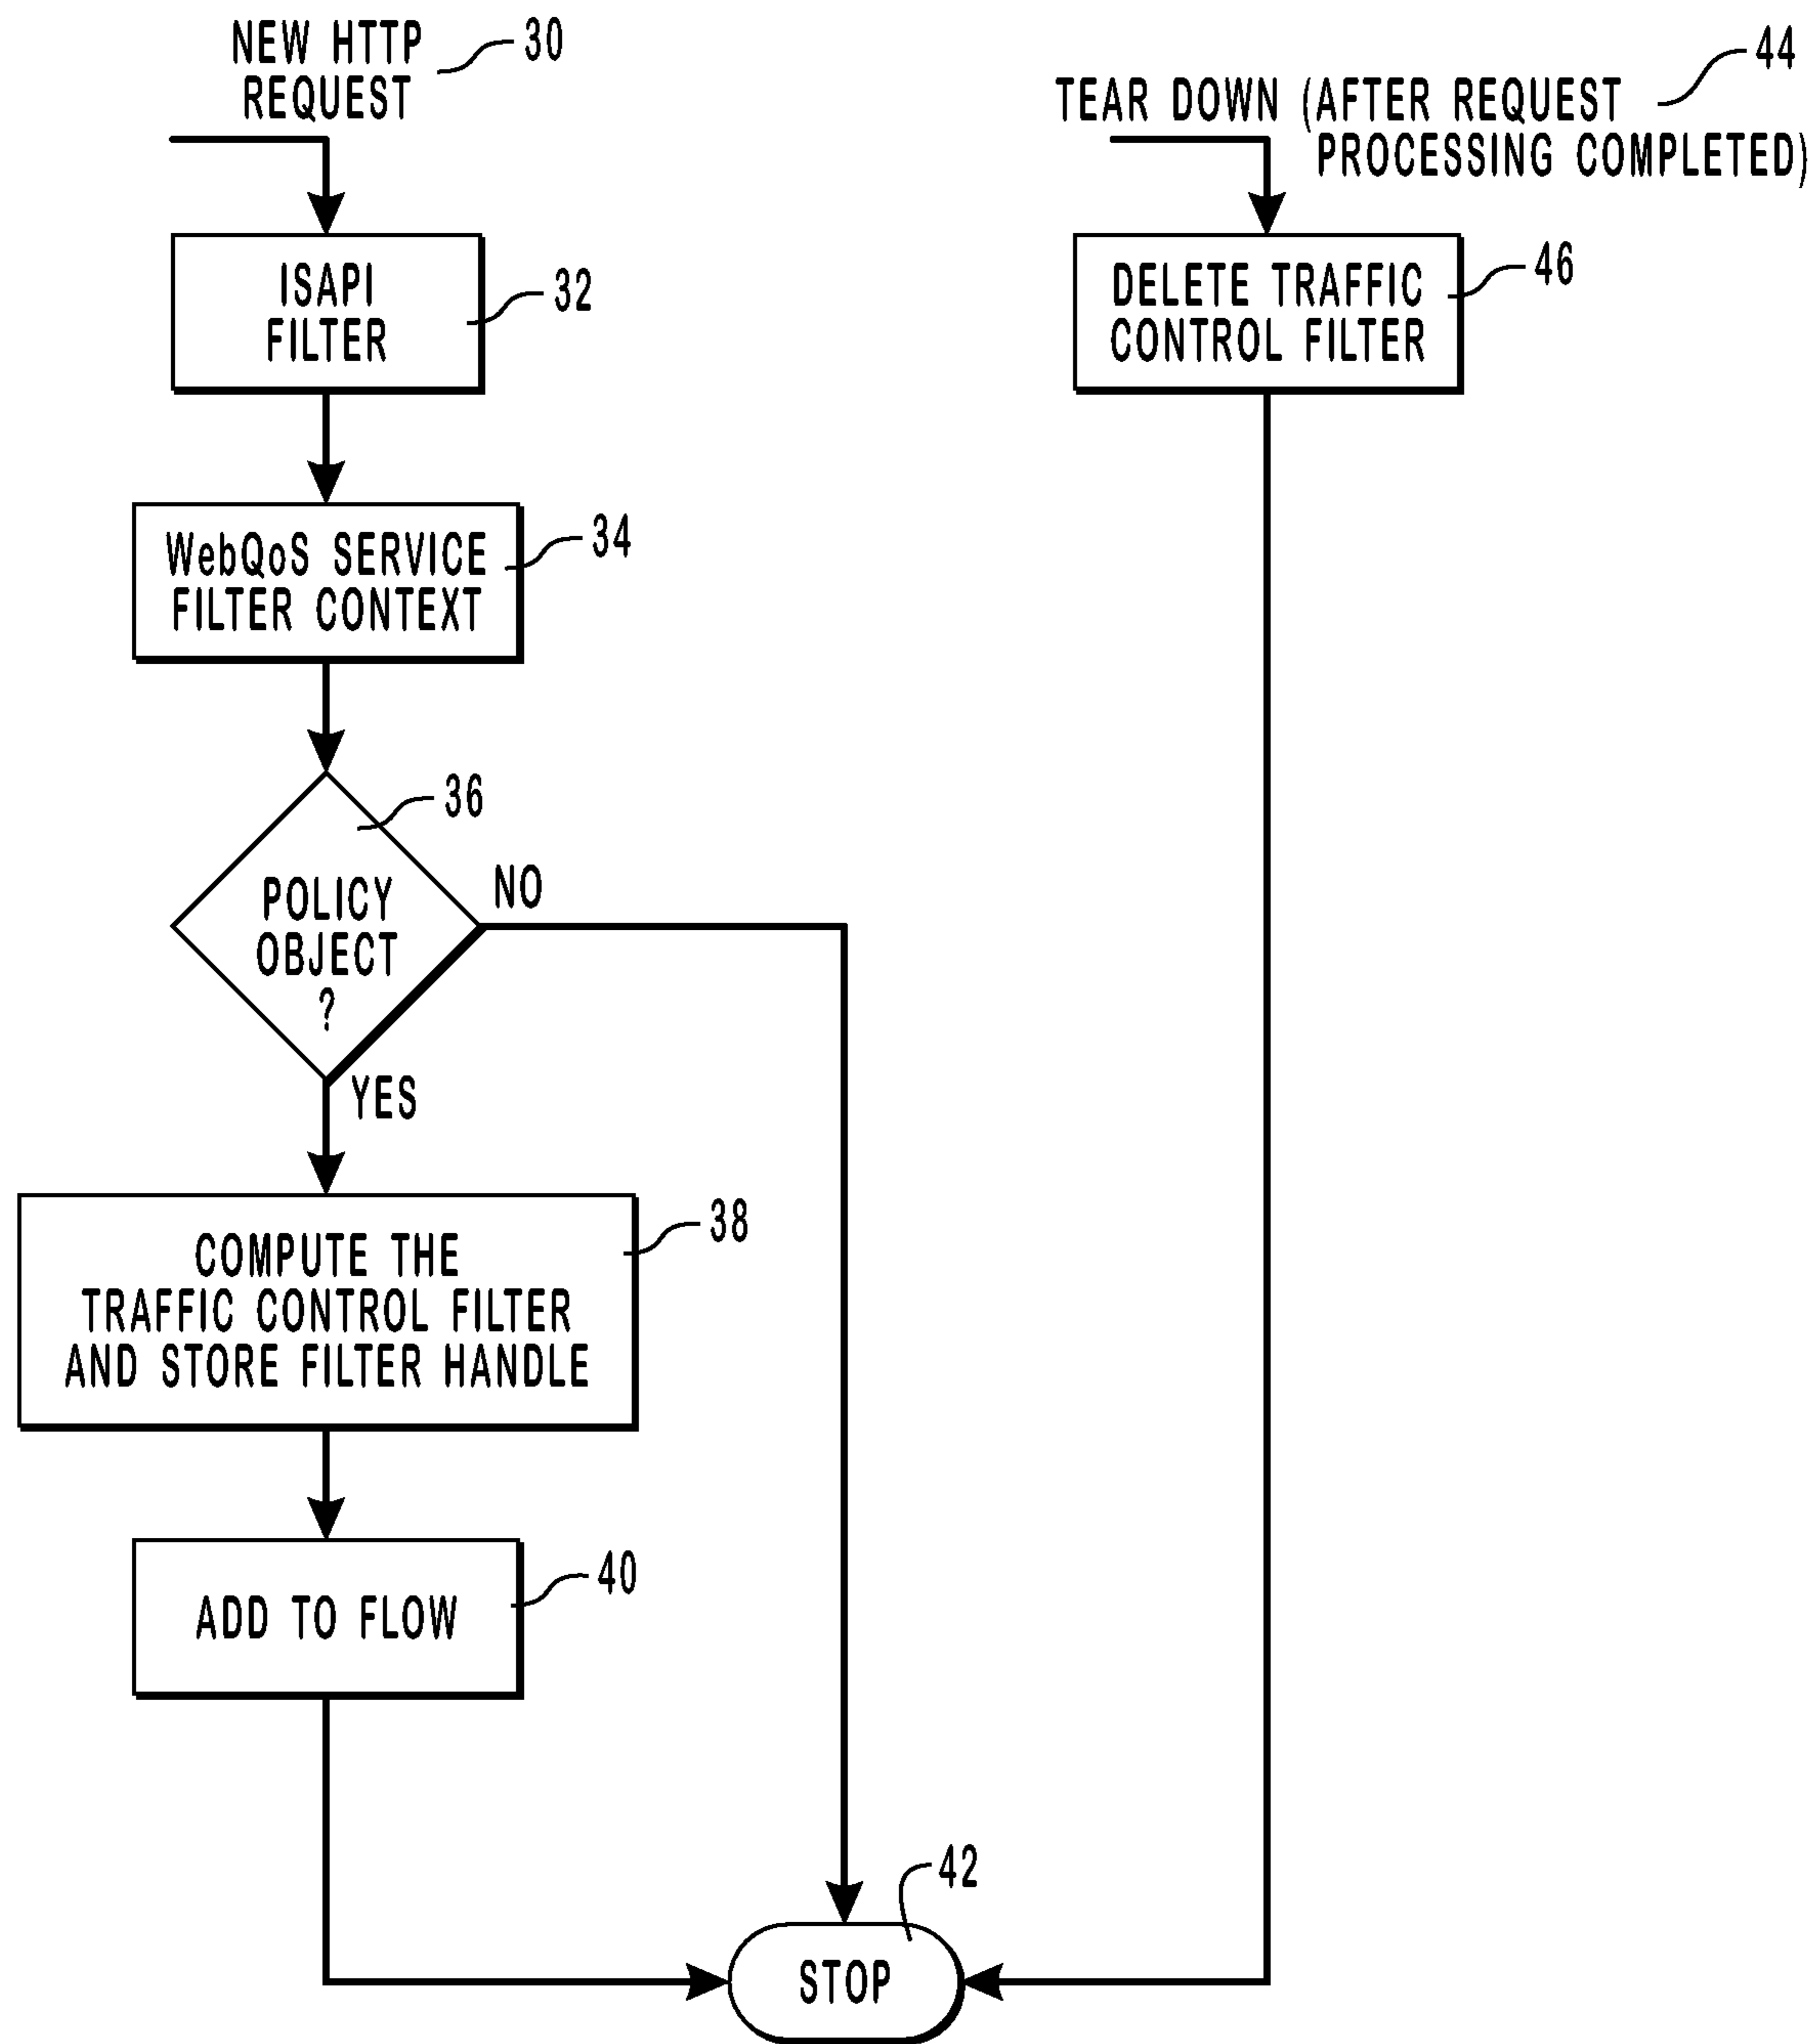 NEW HTTP
REQUEST
30
ISAPI
FILTER
32
WebQoS SERVICE
FILTER CONTEXT
34
36
POLICY
OBJECT
?
NO
YES
COMPUTE THE
TRAFFIC CONTROL FILTER
AND STORE FILTER HANDLE
38
ADD TO FLOW
40
42
STOP
44
TEAR DOWN (AFTER REQUEST
PROCESSING COMPLETED)
DELETE TRAFFIC
CONTROL FILTER
46